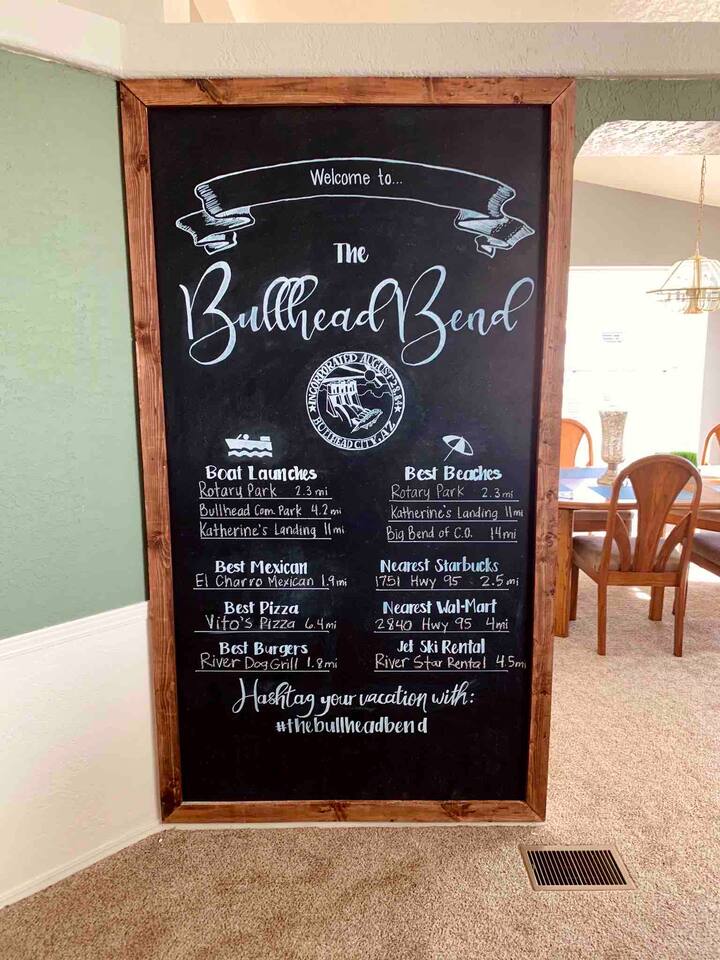 Welcome to...
The
Bullhead Bend
INCORPORATED AUGUST 28.84
BULLHEAD CITY, AZ
Boat Launches
Rotary Park 2.3 mi
Bullhead Com. Park 4.2 mi
Katherine's Landing 11 mi
Best Beaches
Rotary Park 2.3 mi
Katherine's Landing 11 mi
Big Bend of C.O. 14 mi
Best Mexican
El Charro Mexican 1.9 mi
Nearest Starbucks
1751 Hwy 95 2.5 mi
Best Pizza
Vito's Pizza 6.4 mi
Nearest Wal-Mart
2840 Hwy 95 4 mi
Best Burgers
River Dog Grill 1.8 mi
Jet Ski Rental
River Star Rental 4.5 mi
Hashtag your vacation with:
#thebullheadbend